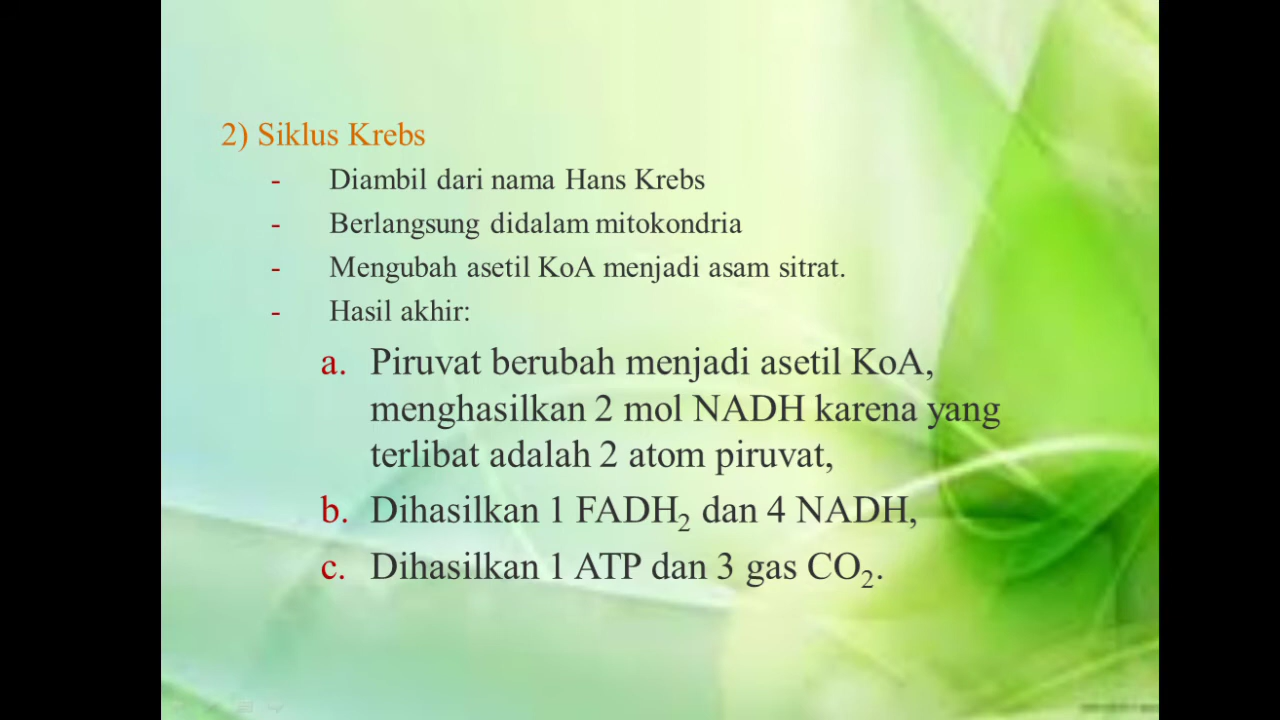 2) Siklus Krebs
- Diambil dari nama Hans Krebs
- Berlangsung didalam mitokondria
- Mengubah asetil KoA menjadi asam sitrat.
- Hasil akhir:
a. Piruvat berubah menjadi asetil KoA,
menghasilkan 2 mol NADH karena yang
terlibat adalah 2 atom piruvat,
b. Dihasilkan 1 FADH₂ dan 4 NADH,
c. Dihasilkan 1 ATP dan 3 gas CO₂.